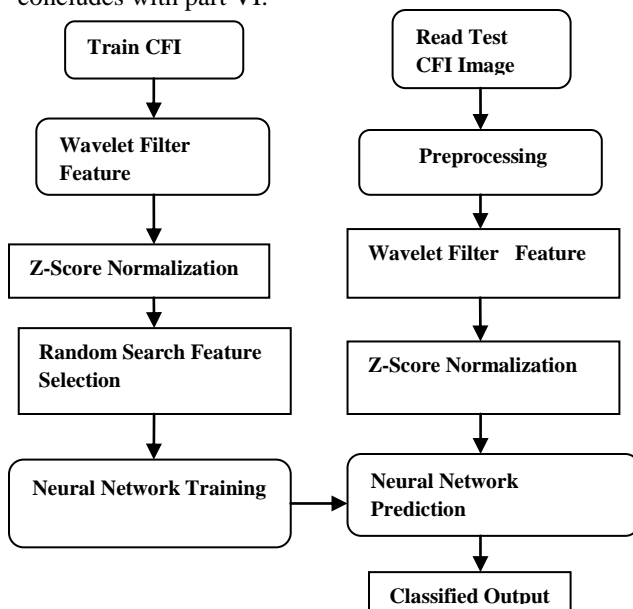 concludes with part VI.
Train CFI
Wavelet Filter
Feature
Z-Score Normalization
Random Search Feature
Selection
Neural Network Training
Read Test
CFI Image
Preprocessing
Wavelet Filter Feature
Z-Score Normalization
Neural Network
Prediction
Classified Output